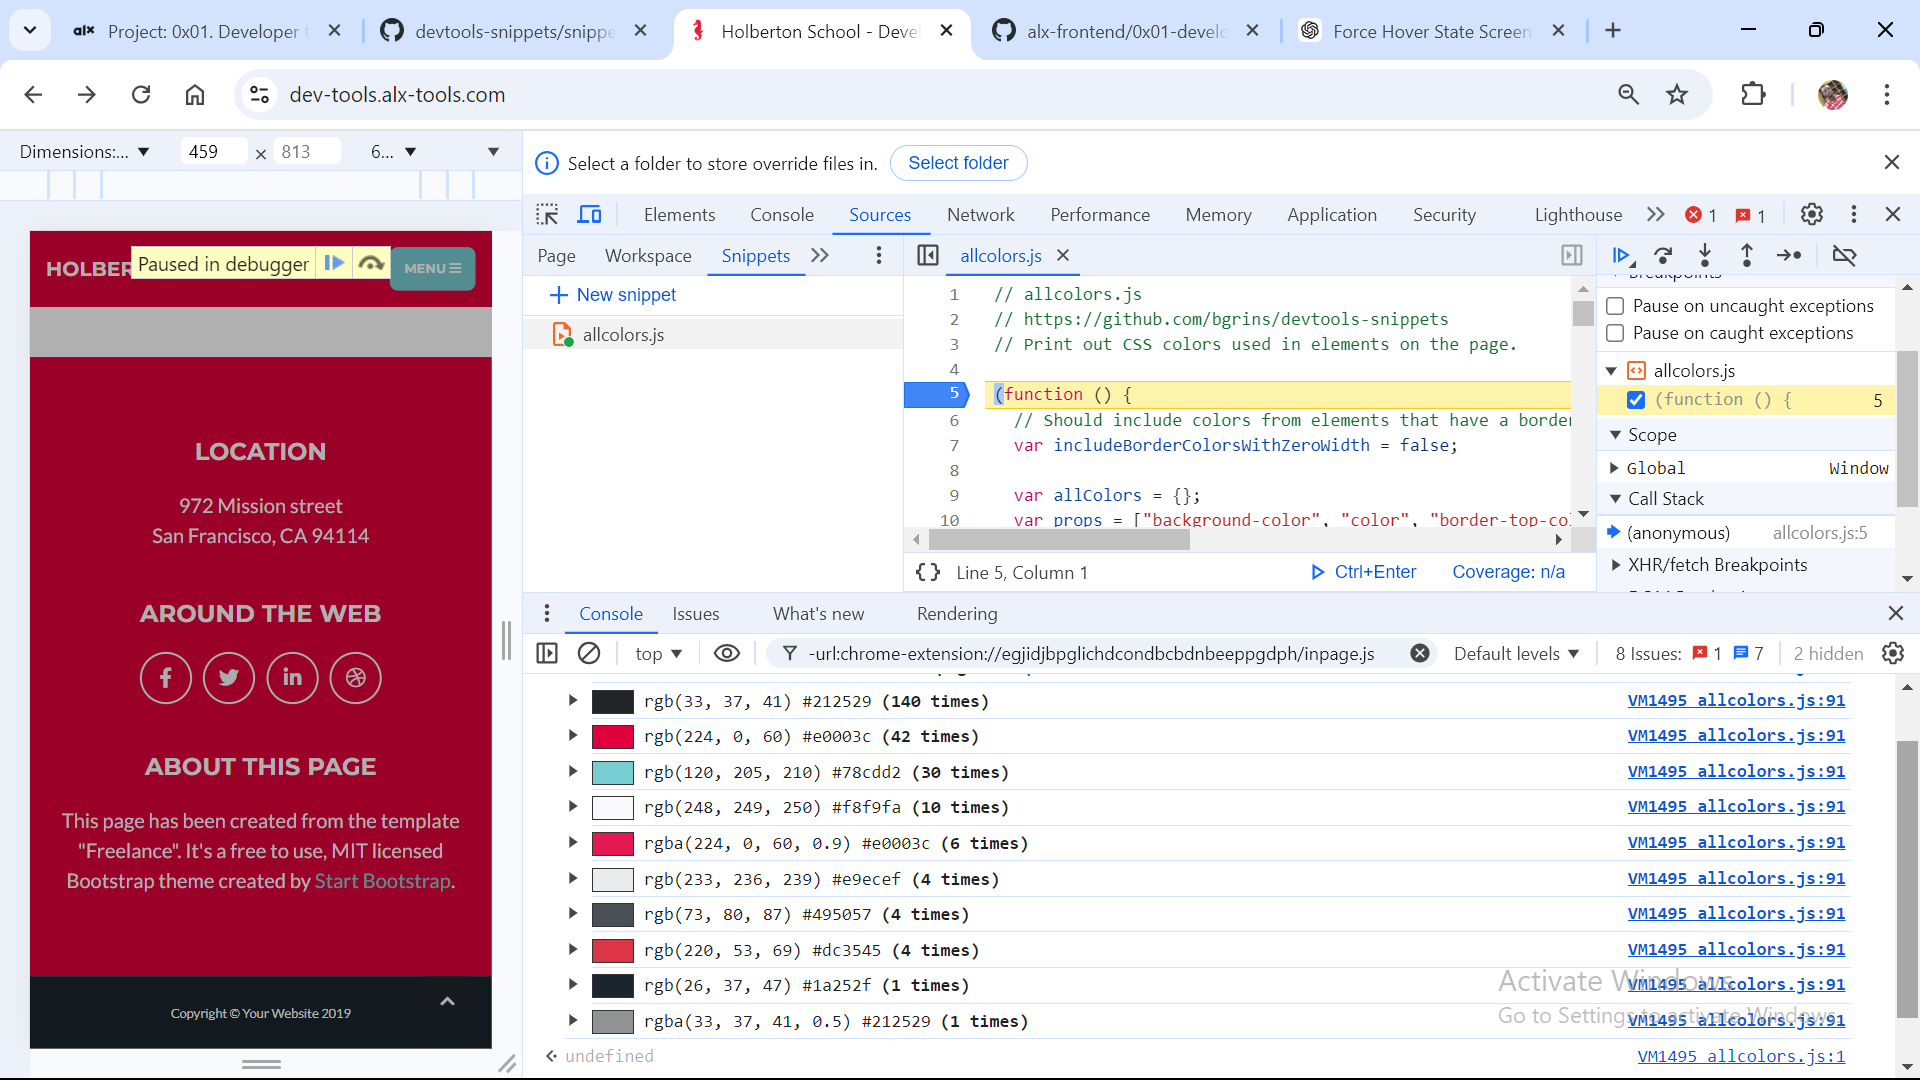 alx Project: 0x01. Developer t
devtools-snippets/snippe
Holberton School - Deve
alx-frontend/0x01-develo
Force Hover State Screen
dev-tools.alx-tools.com
Dimensions:... 459 × 813 6...
Select a folder to store override files in. Select folder
Elements Console Sources Network Performance Memory Application Security Lighthouse 1 1
Page Workspace Snippets
allcolors.js
+ New snippet
allcolors.js
1 // allcolors.js
2 // https://github.com/bgrins/devtools-snippets
3 // Print out CSS colors used in elements on the page.
4
5 (function () {
6 // Should include colors from elements that have a border
7 var includeBorderColorsWithZeroWidth = false;
8
9 var allColors = {};
10 var props = ["background-color", "color", "border-top-co
{} Line 5, Column 1 Ctrl+Enter Coverage: n/a
Breakpoints
Pause on uncaught exceptions
Pause on caught exceptions
allcolors.js
(function () { 5
Scope
Global Window
Call Stack
(anonymous) allcolors.js:5
XHR/fetch Breakpoints
HOLBER
Paused in debugger
MENU
LOCATION
972 Mission street
San Francisco, CA 94114
AROUND THE WEB
ABOUT THIS PAGE
This page has been created from the template
"Freelance". It's a free to use, MIT licensed
Bootstrap theme created by Start Bootstrap.
Copyright © Your Website 2019
Console Issues What's new Rendering
top -url:chrome-extension://egjidjbpglichdcondbcbdnbeeppgdph/inpage.js Default levels 8 Issues: 1 7 2 hidden
rgb(33, 37, 41) #212529 (140 times) VM1495 allcolors.js:91
rgb(224, 0, 60) #e0003c (42 times) VM1495 allcolors.js:91
rgb(120, 205, 210) #78cdd2 (30 times) VM1495 allcolors.js:91
rgb(248, 249, 250) #f8f9fa (10 times) VM1495 allcolors.js:91
rgba(224, 0, 60, 0.9) #e0003c (6 times) VM1495 allcolors.js:91
rgb(233, 236, 239) #e9ecef (4 times) VM1495 allcolors.js:91
rgb(73, 80, 87) #495057 (4 times) VM1495 allcolors.js:91
rgb(220, 53, 69) #dc3545 (4 times) VM1495 allcolors.js:91
rgb(26, 37, 47) #1a252f (1 times) VM1495 allcolors.js:91
rgba(33, 37, 41, 0.5) #212529 (1 times) VM1495 allcolors.js:91
undefined VM1495 allcolors.js:1
Activate Windows
Go to Settings to activate Windows.